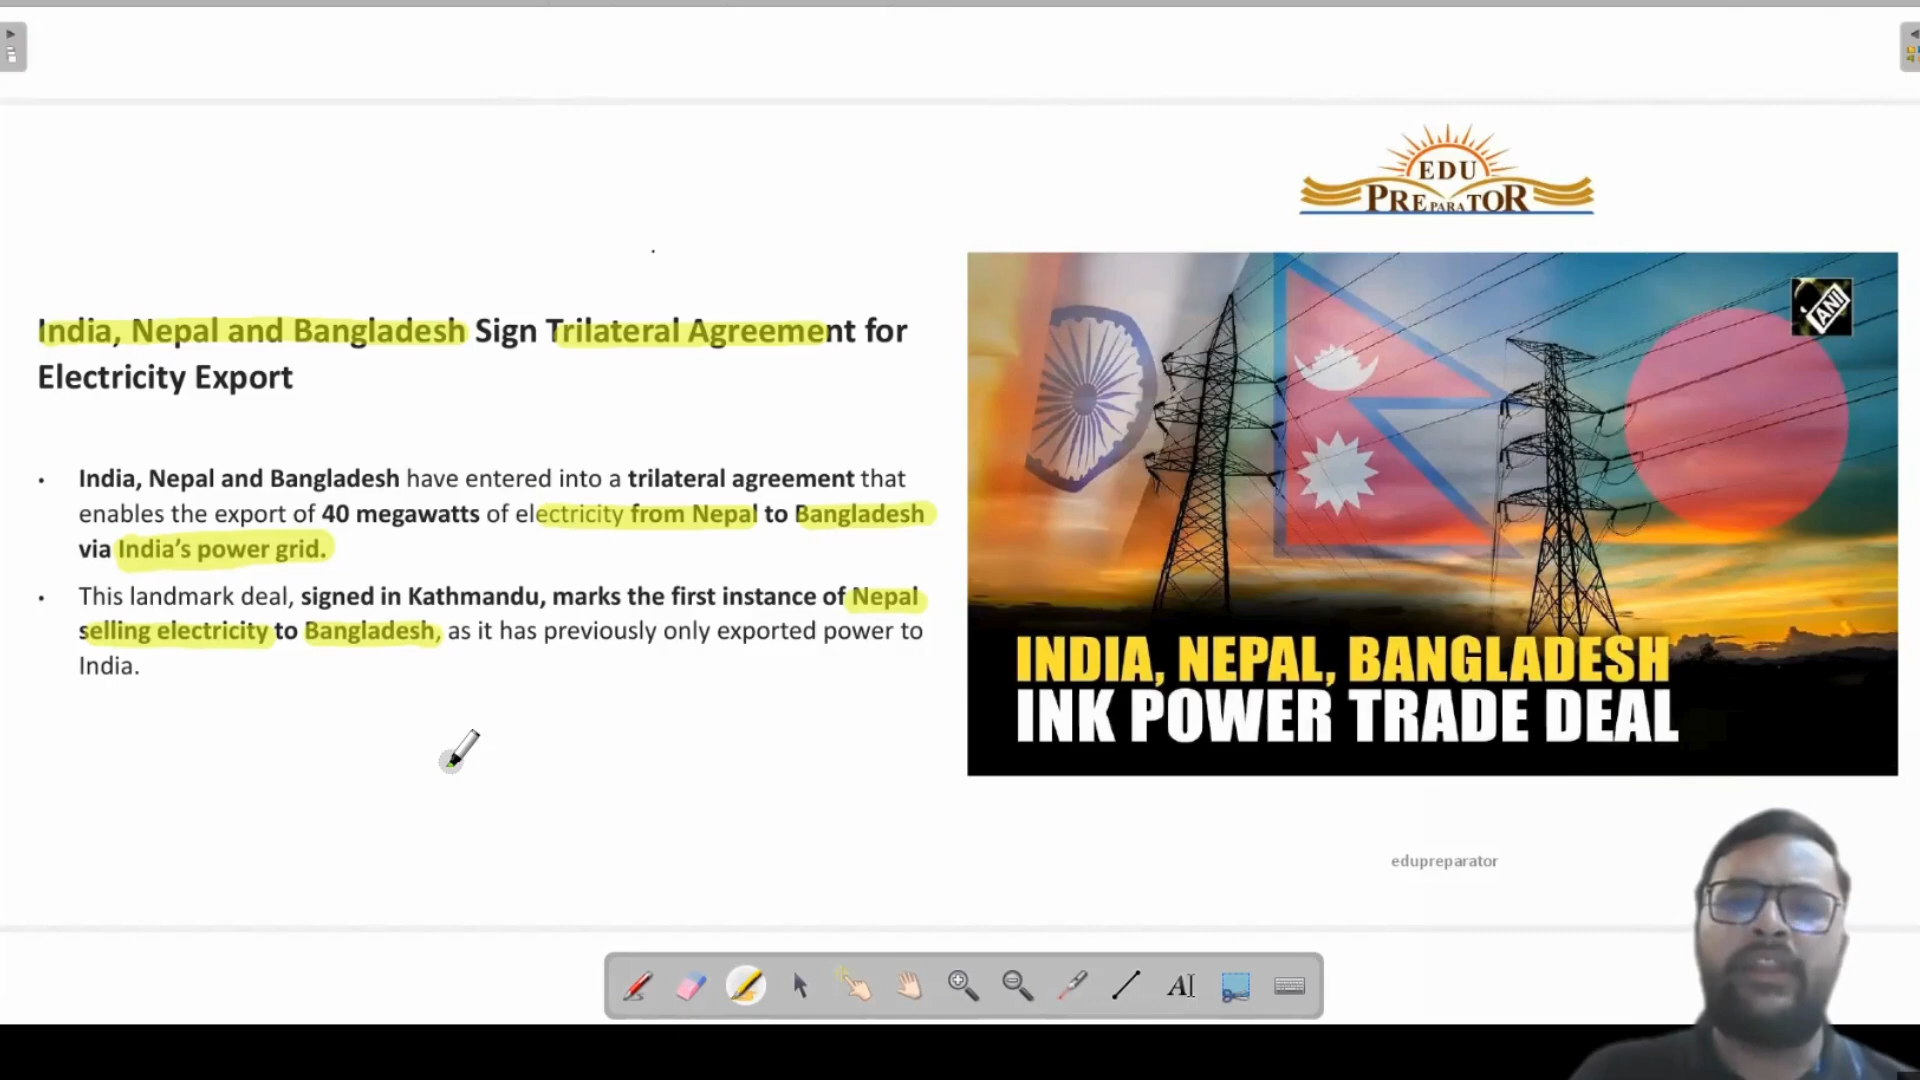 EDU
PREPARATOR
India, Nepal and Bangladesh Sign Trilateral Agreement for
Electricity Export
• India, Nepal and Bangladesh have entered into a trilateral agreement that
enables the export of 40 megawatts of electricity from Nepal to Bangladesh
via India’s power grid.
• This landmark deal, signed in Kathmandu, marks the first instance of Nepal
selling electricity to Bangladesh, as it has previously only exported power to
India.
ANI
INDIA, NEPAL, BANGLADESH
INK POWER TRADE DEAL
edupreparator
AI